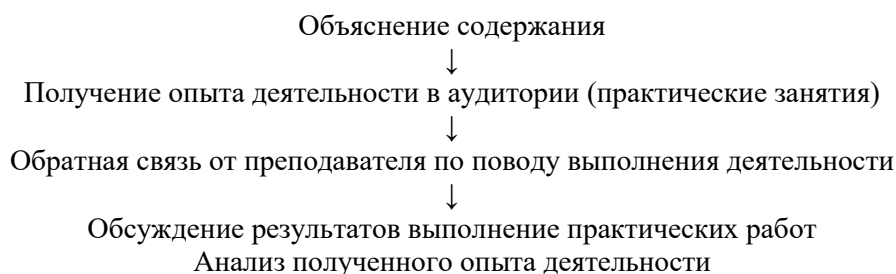 Объяснение содержания
↓
Получение опыта деятельности в аудитории (практические занятия)
↓
Обратная связь от преподавателя по поводу выполнения деятельности
↓
Обсуждение результатов выполнение практических работ
Анализ полученного опыта деятельности